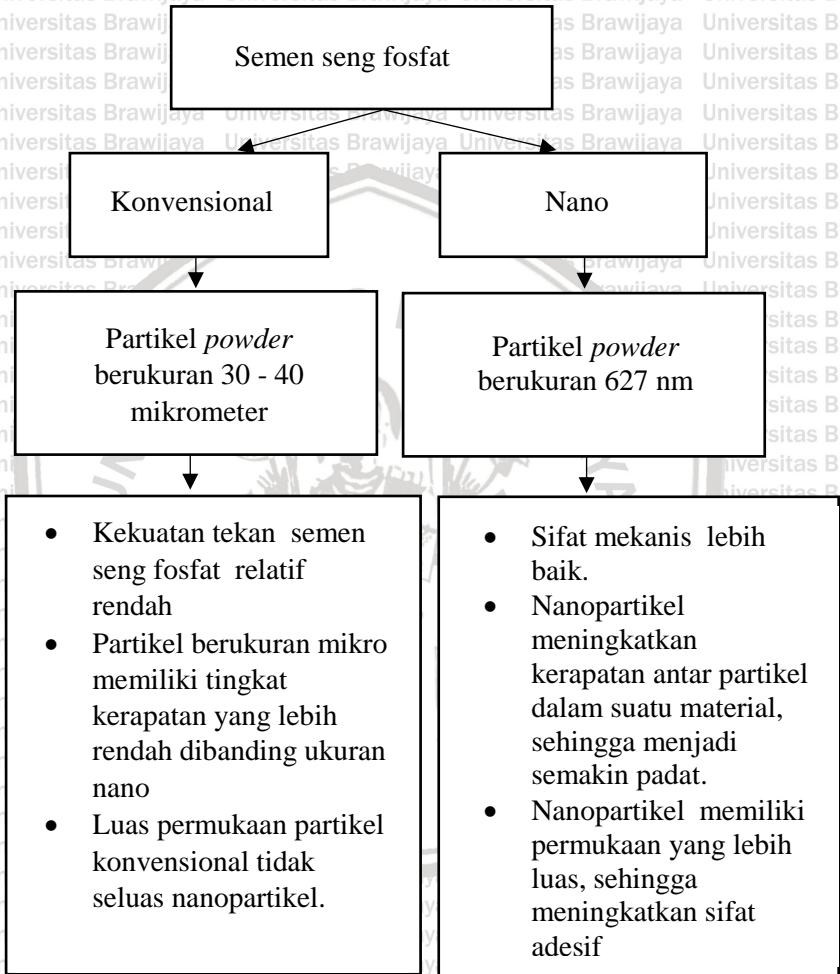 Semen seng fosfat
Konvensional
Nano
Partikel powder
berukuran 30 - 40
mikrometer
Partikel powder
berukuran 627 nm
• Kekuatan tekan semen
seng fosfat relatif
rendah
• Partikel berukuran mikro
memiliki tingkat
kerapatan yang lebih
rendah dibanding ukuran
nano
• Luas permukaan partikel
konvensional tidak
seluas nanopartikel.
• Sifat mekanis lebih
baik.
• Nanopartikel
meningkatkan
kerapatan antar partikel
dalam suatu material,
sehingga menjadi
semakin padat.
• Nanopartikel memiliki
permukaan yang lebih
luas, sehingga
meningkatkan sifat
adesif